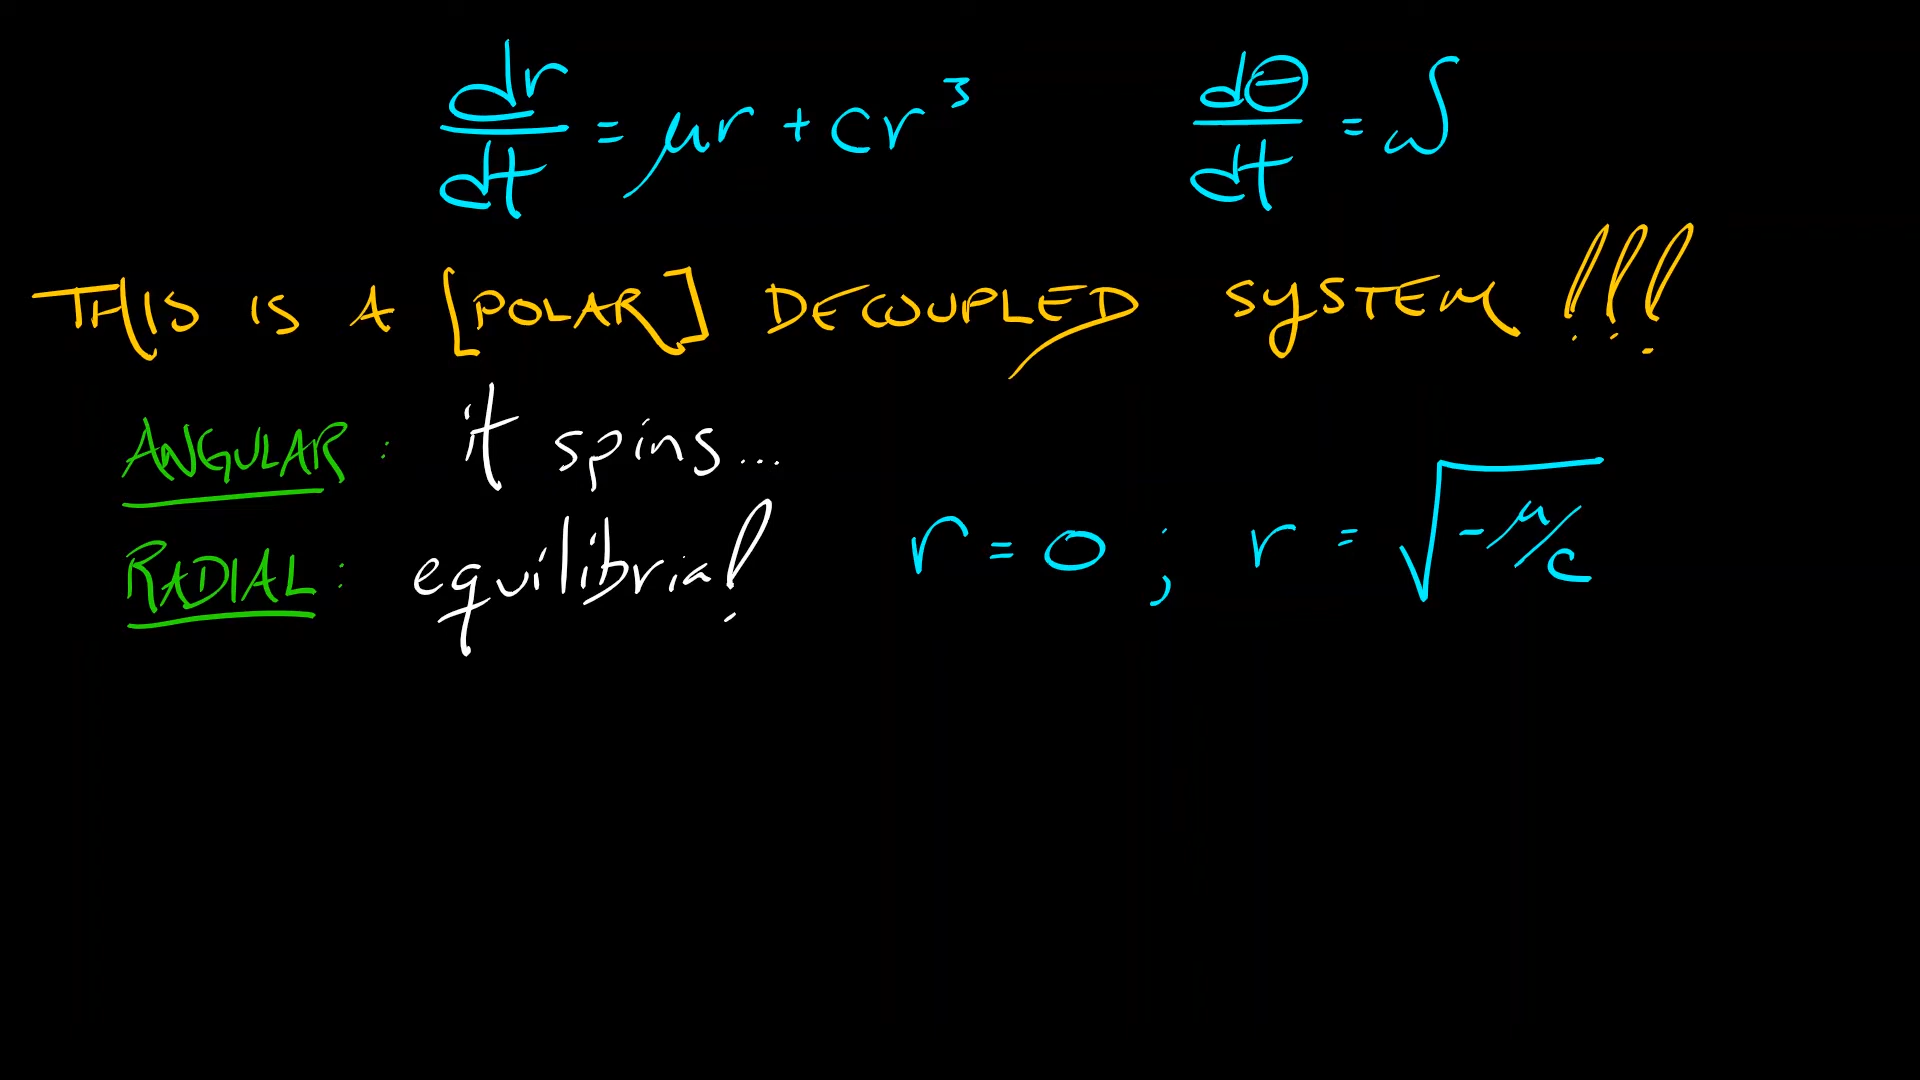 dr/dt = μr + cr³    dθ/dt = ω
THIS IS A [POLAR] DECOUPLED SYSTEM !!!
ANGULAR: it spins...
RADIAL: equilibria!    r = 0 ; r = √(-μ/c)